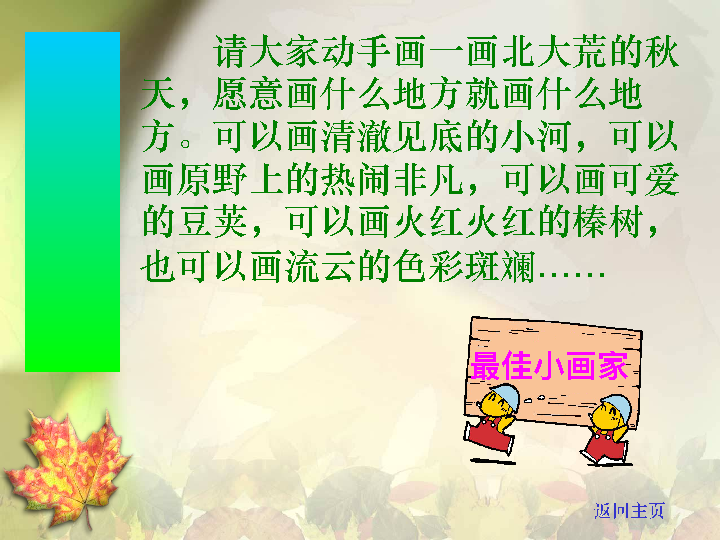 请大家动手画一画北大荒的秋
天，愿意画什么地方就画什么地
方。可以画清澈见底的小河，可以
画原野上的热闹非凡，可以画可爱
的豆荚，可以画火红火红的榛树，
也可以画流云的色彩斑斓……
最佳小画家
返回主页